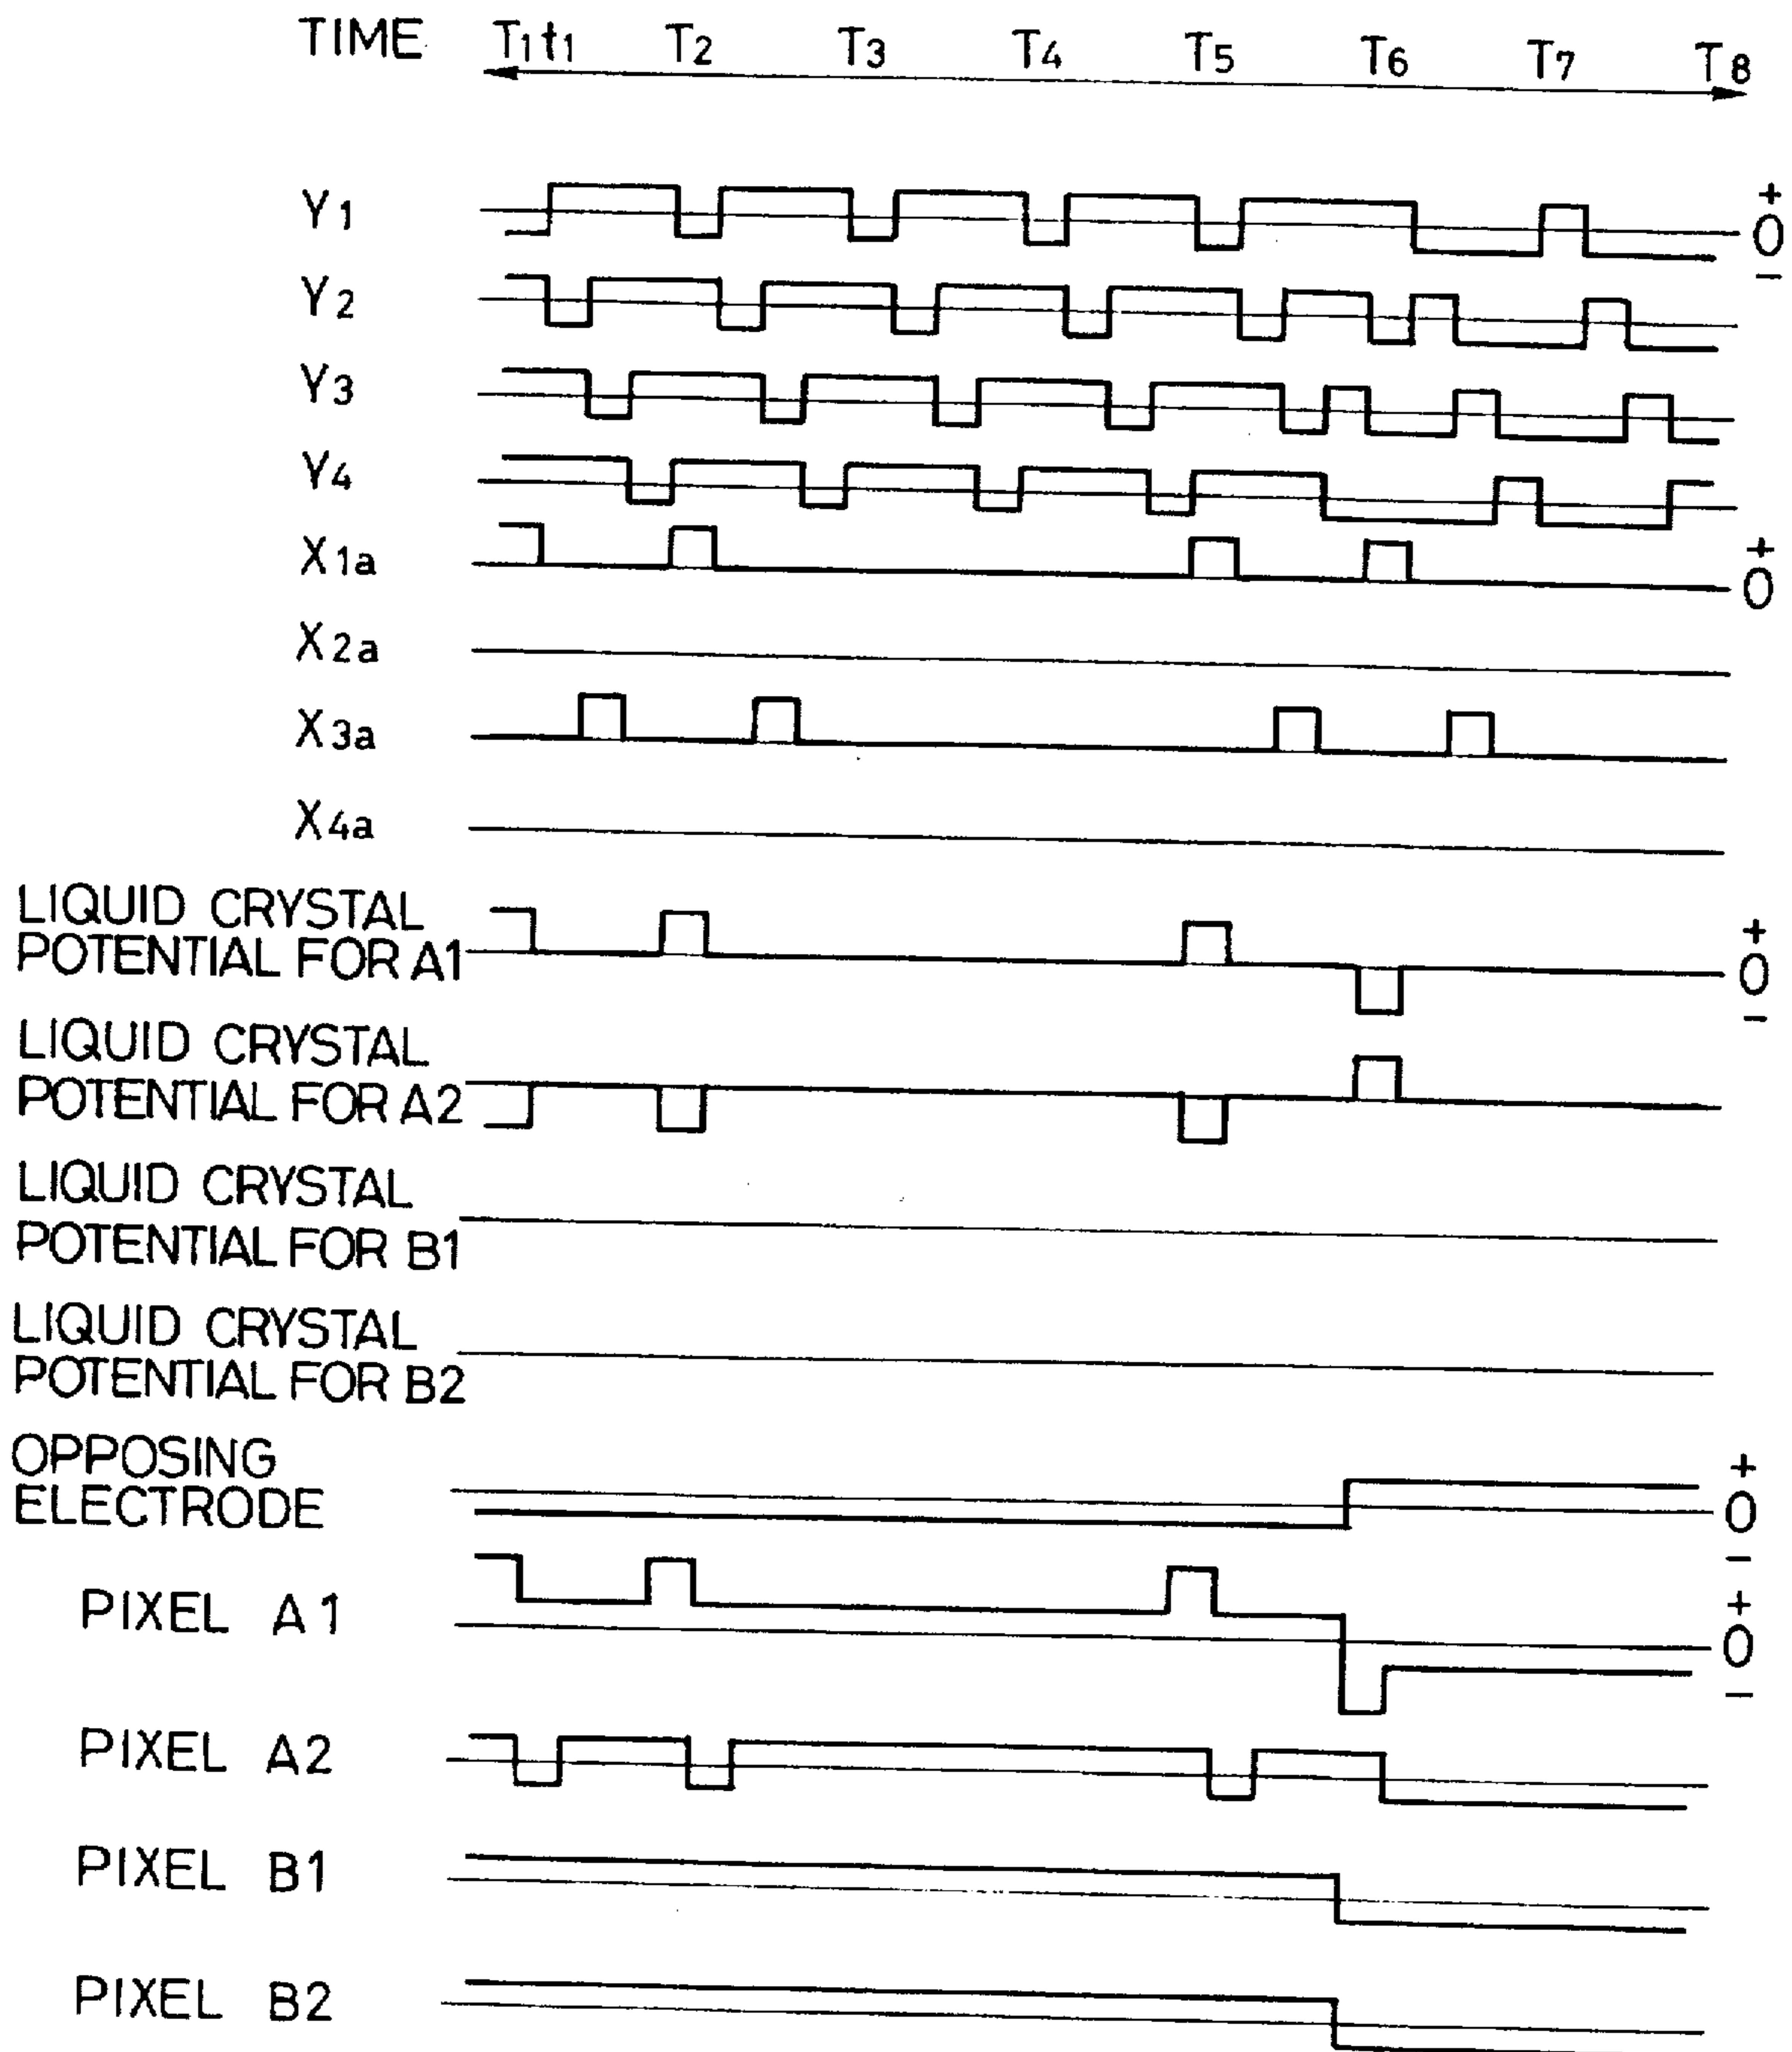 TIME T1 t1 T2 T3 T4 T5 T6 T7 T8
Y1 +
0
−
Y2
Y3
Y4
X1a +
0
X2a
X3a
X4a
LIQUID CRYSTAL
POTENTIAL FOR A1 +
0
−
LIQUID CRYSTAL
POTENTIAL FOR A2
LIQUID CRYSTAL
POTENTIAL FOR B1
LIQUID CRYSTAL
POTENTIAL FOR B2
OPPOSING
ELECTRODE +
0
−
PIXEL A1 +
0
−
PIXEL A2
PIXEL B1
PIXEL B2